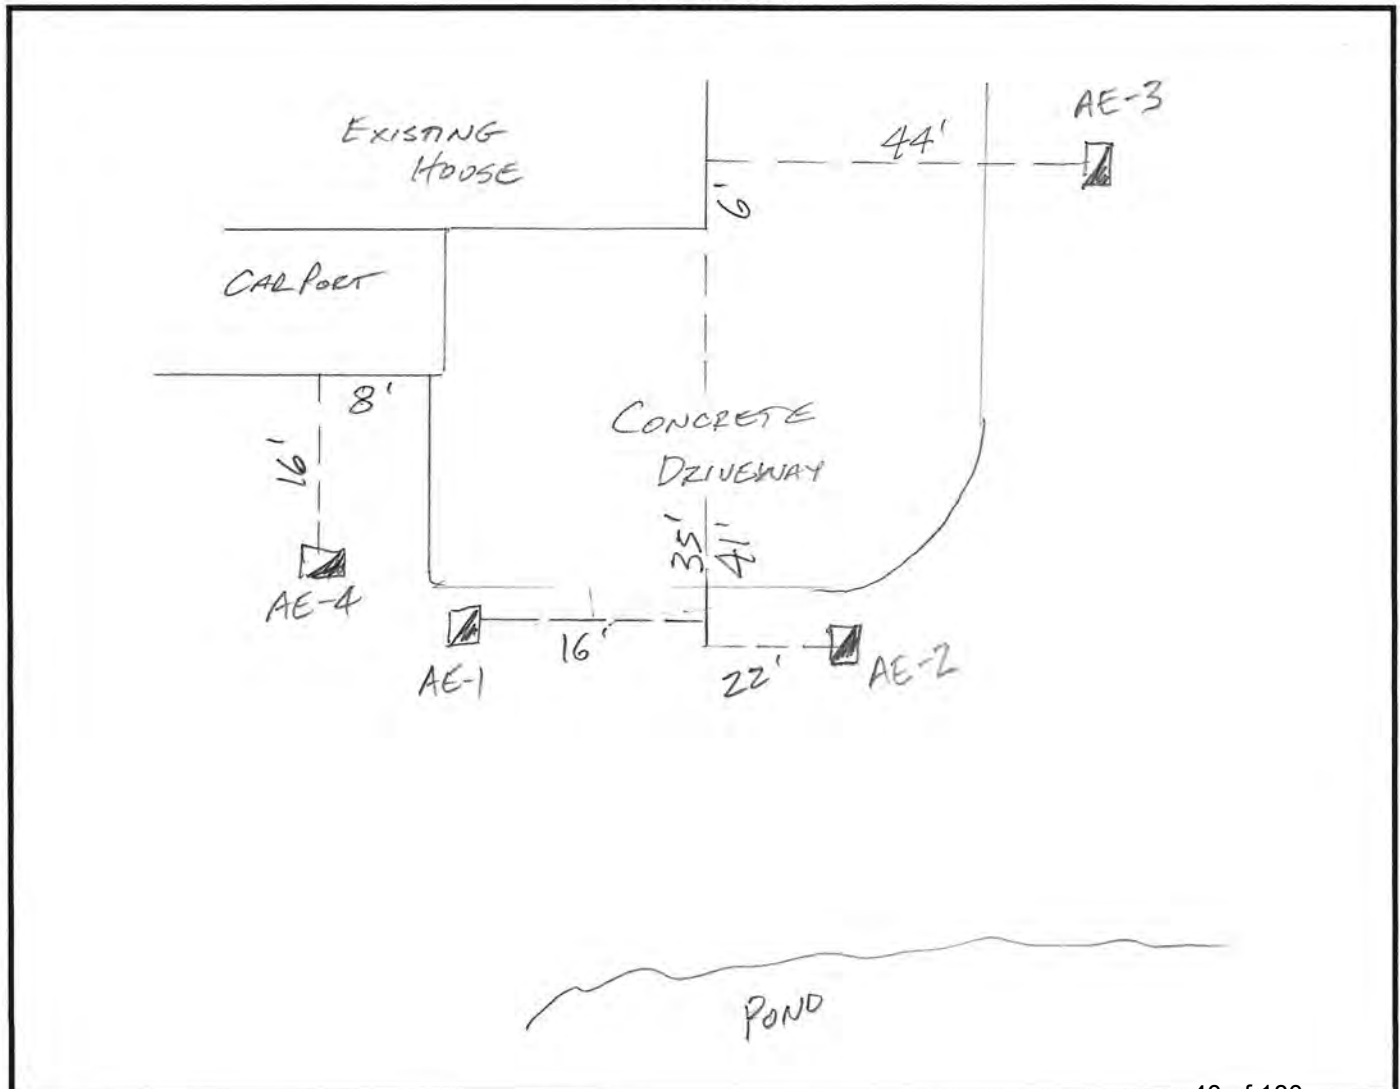 AE-3
EXISTING
HOUSE
44'
6'
CARPORT
8'
CONCRETE
DRIVEWAY
16'
35'
41'
AE-4
16'
AE-1
22'
AE-2
POND